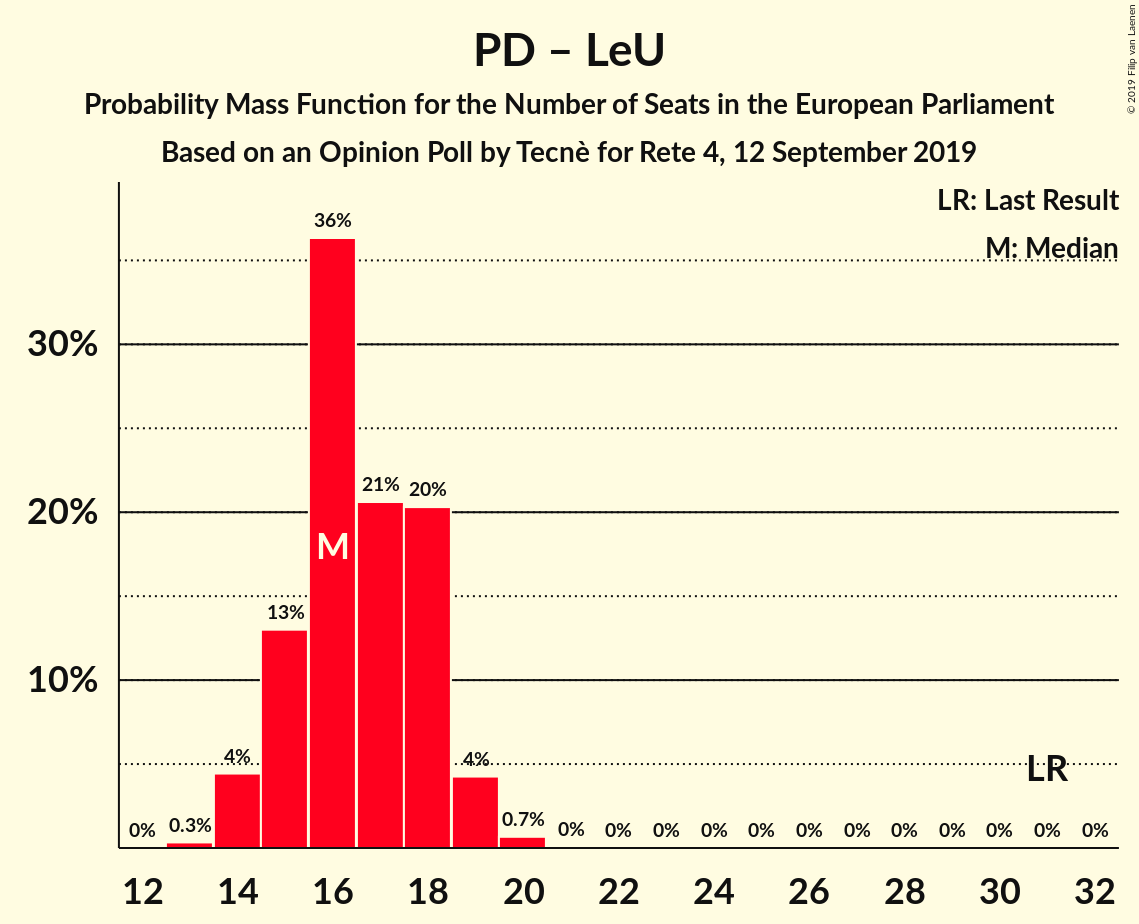 PD – LeU
Probability Mass Function for the Number of Seats in the European Parliament
Based on an Opinion Poll by Tecnè for Rete 4, 12 September 2019
© 2019 Filip van Laenen
LR: Last Result
M: Median
36%
30%
21%
20%
20%
M
13%
10%
4%
4%
LR
0%
0.3%
0.7%
0%
0%
0%
0%
0%
0%
0%
0%
0%
0%
0%
0%
12 14 16 18 20 22 24 26 28 30 32